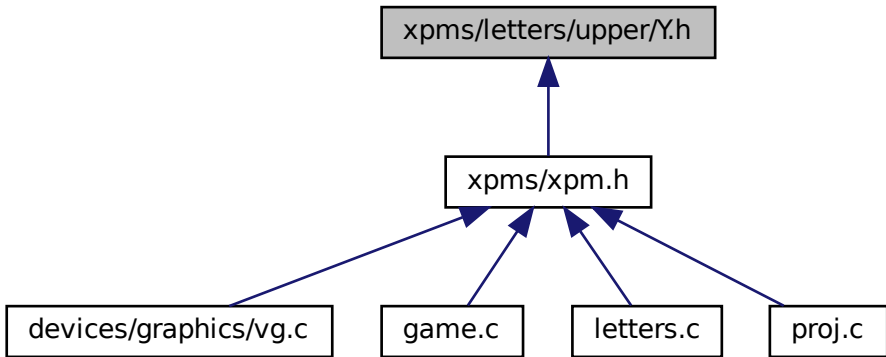 xpms/letters/upper/Y.h
xpms/xpm.h
devices/graphics/vg.c
game.c
letters.c
proj.c